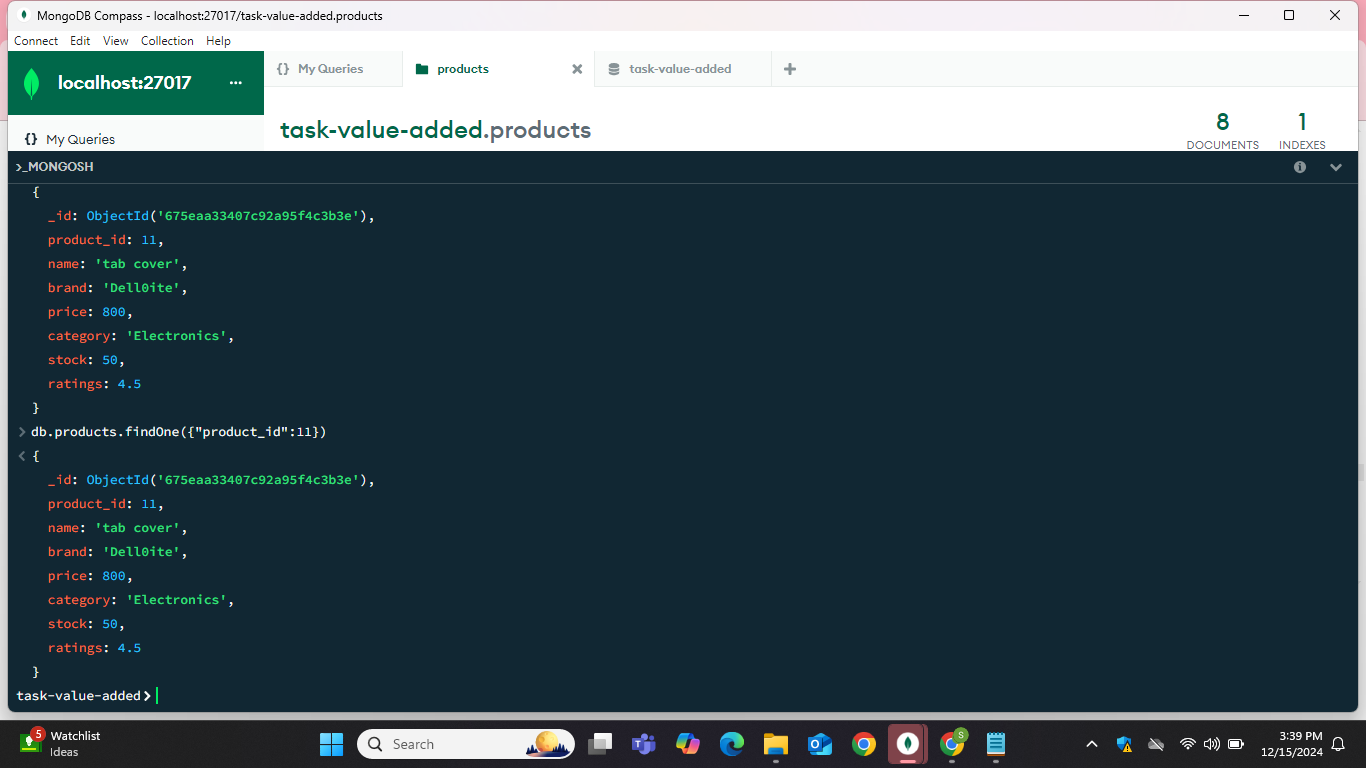 MongoDB Compass - localhost:27017/task-value-added.products
Connect Edit View Collection Help
localhost:27017 ...
{} My Queries
products
task-value-added
{} My Queries
task-value-added.products
8
DOCUMENTS
1
INDEXES
>_MONGOSH
{
_id: ObjectId('675eaa33407c92a95f4c3b3e'),
product_id: 11,
name: 'tab cover',
brand: 'Dell0ite',
price: 800,
category: 'Electronics',
stock: 50,
ratings: 4.5
}
> db.products.findOne({"product_id":11})
< {
_id: ObjectId('675eaa33407c92a95f4c3b3e'),
product_id: 11,
name: 'tab cover',
brand: 'Dell0ite',
price: 800,
category: 'Electronics',
stock: 50,
ratings: 4.5
}
task-value-added>
5
Watchlist
Ideas
Search
S
3:39 PM
12/15/2024